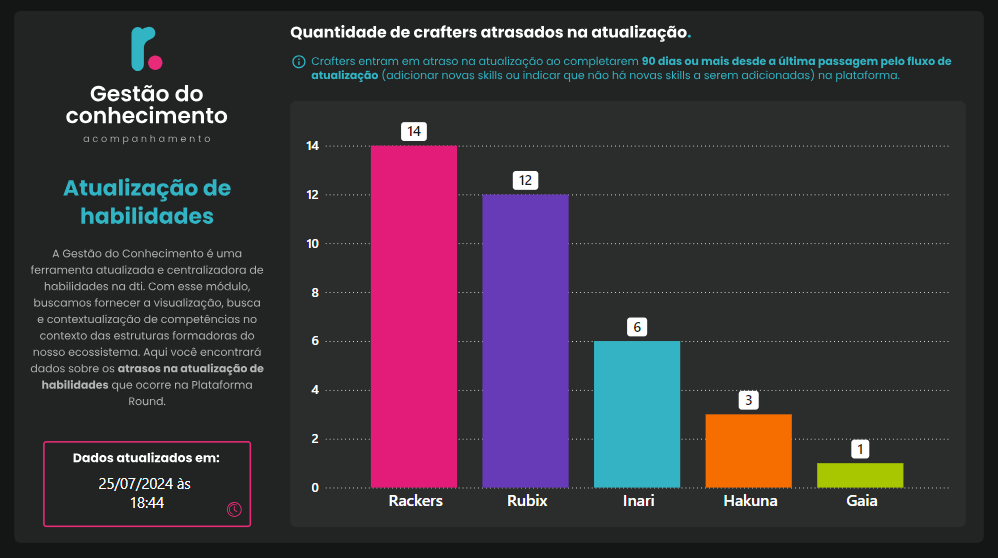 r.
Gestão do
conhecimento
acompanhamento
Atualização de
habilidades
A Gestão do Conhecimento é uma
ferramenta atualizada e centralizadora de
habilidades na dti. Com esse módulo,
buscamos fornecer a visualização, busca
e contextualização de competências no
contexto das estruturas formadoras do
nosso ecossistema. Aqui você encontrará
dados sobre os atrasos na atualização de
habilidades que ocorre na Plataforma
Round.
Dados atualizados em:
25/07/2024 às
18:44
Quantidade de crafters atrasados na atualização.
Crafters entram em atraso na atualização ao completarem 90 dias ou mais desde a última passagem pelo fluxo de
atualização (adicionar novas skills ou indicar que não há novas skills a serem adicionadas) na plataforma.
14
12
10
8
6
4
2
0
14
12
6
3
1
Rackers
Rubix
Inari
Hakuna
Gaia